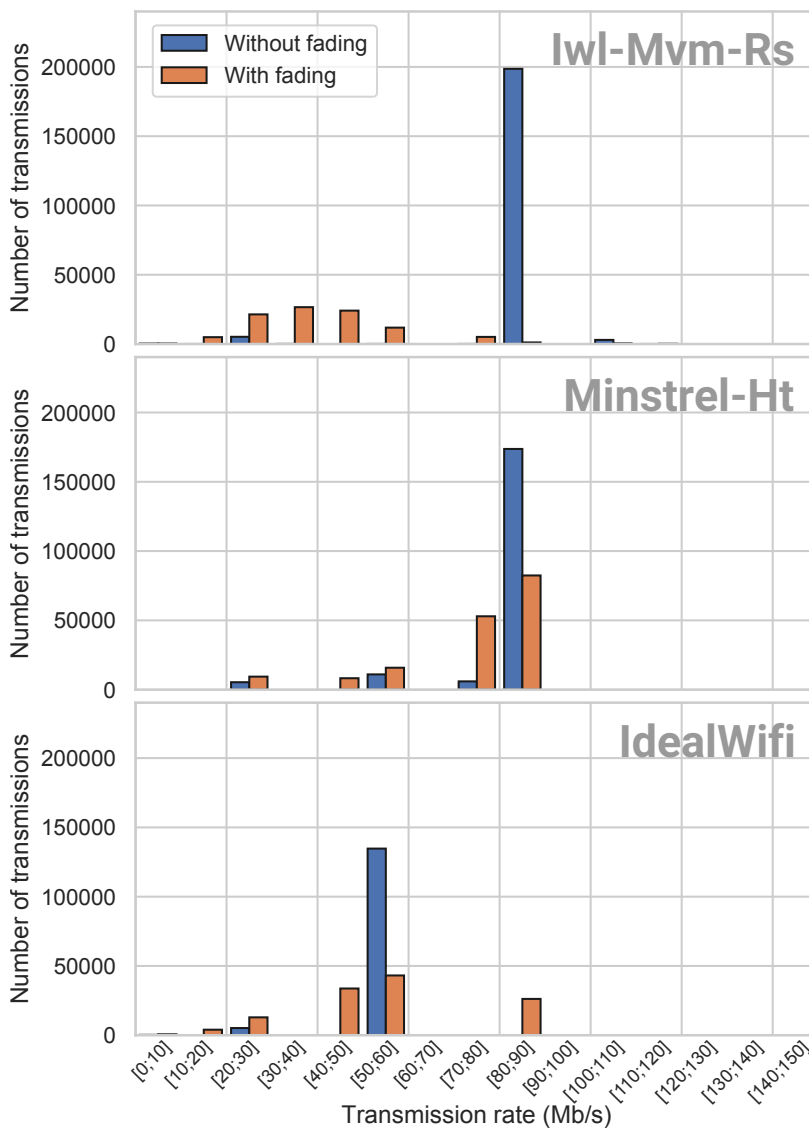 Without fading
With fading
Iwl-Mvm-Rs
Number of transmissions
200000
150000
100000
50000
0
Minstrel-Ht
Number of transmissions
200000
150000
100000
50000
0
IdealWifi
Number of transmissions
200000
150000
100000
50000
0
[0;10] [10;20] [20;30] [30;40] [40;50] [50;60] [60;70] [70;80] [80;90] [90;100] [100;110] [110;120] [120;130] [130;140] [140;150]
Transmission rate (Mb/s)